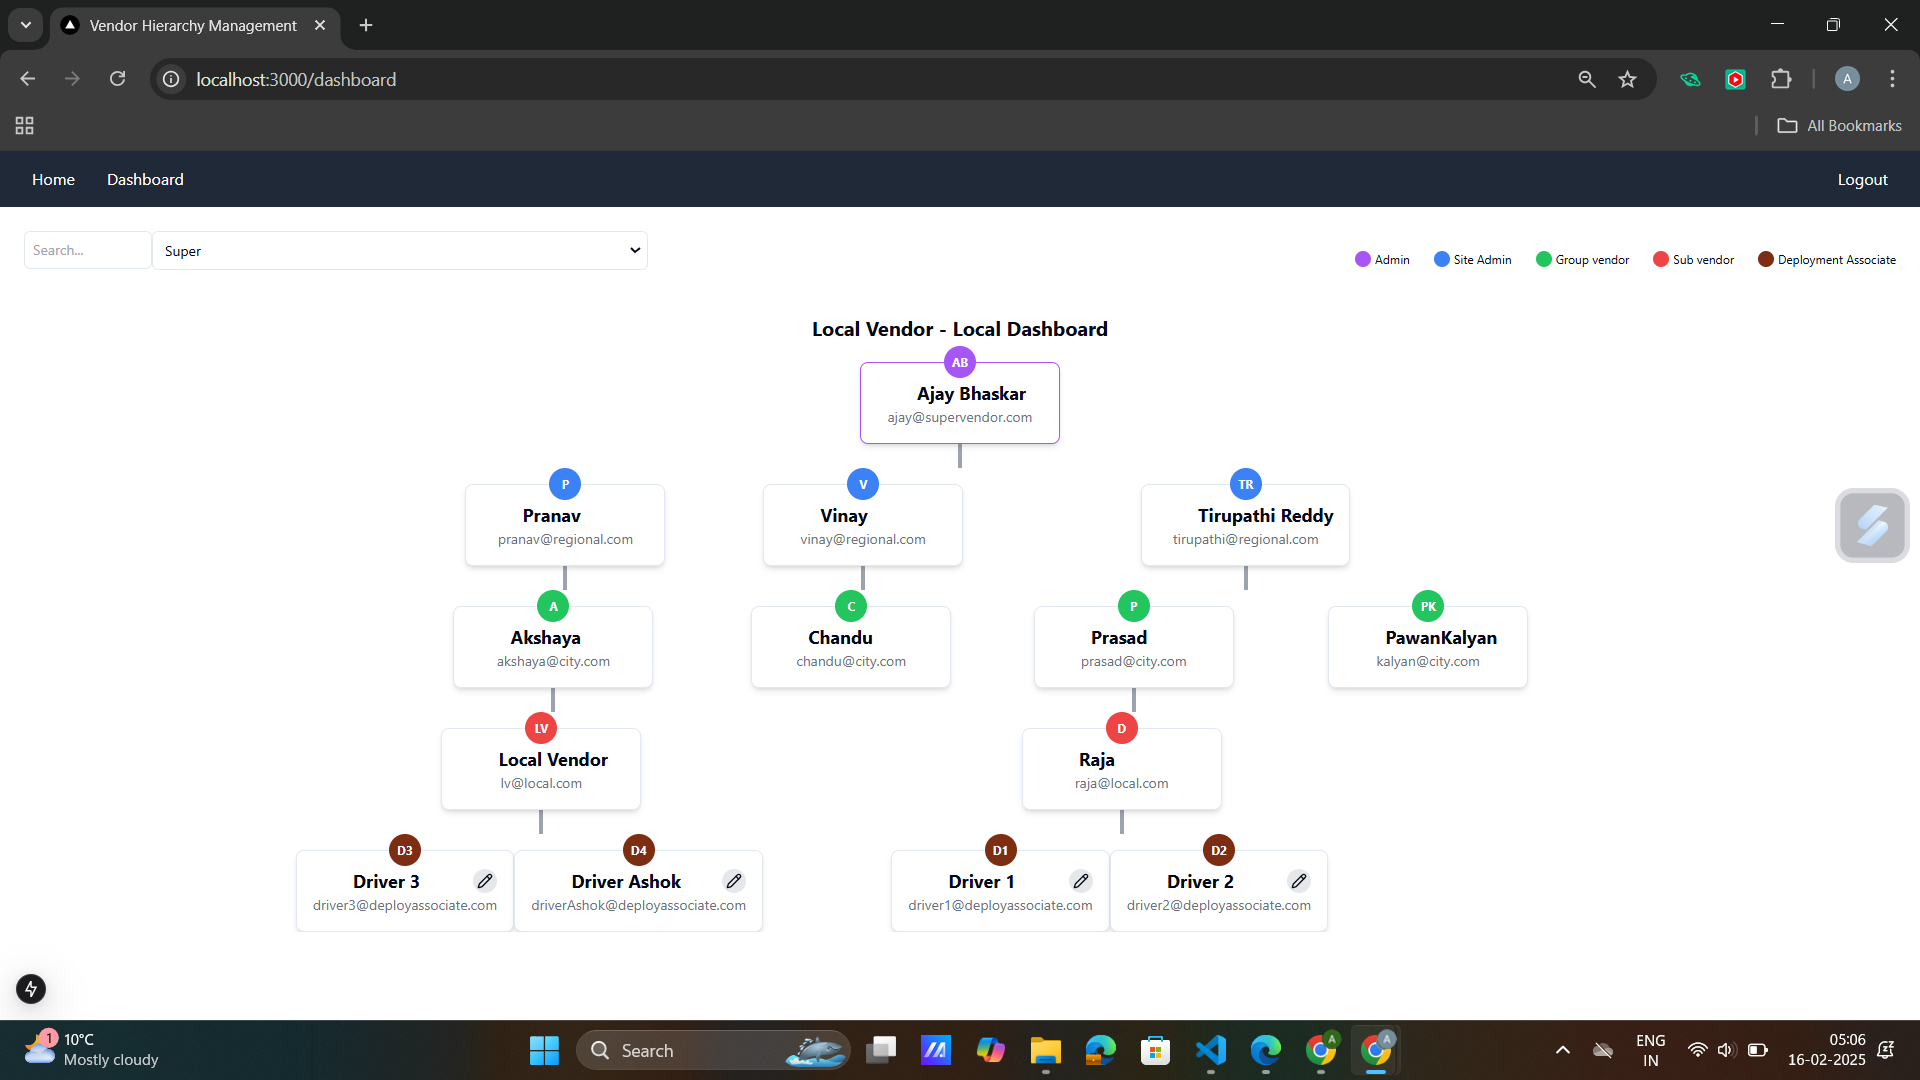 Vendor Hierarchy Management
localhost:3000/dashboard
A
All Bookmarks
Home Dashboard Logout
Search... Super
Admin Site Admin Group vendor Sub vendor Deployment Associate
Local Vendor - Local Dashboard
AB
Ajay Bhaskar
ajay@supervendor.com
P V TR
Pranav Vinay Tirupathi Reddy
pranav@regional.com vinay@regional.com tirupathi@regional.com
A C P PK
Akshaya Chandu Prasad PawanKalyan
akshaya@city.com chandu@city.com prasad@city.com kalyan@city.com
LV D
Local Vendor Raja
lv@local.com raja@local.com
D3 D4 D1 D2
Driver 3 Driver Ashok Driver 1 Driver 2
driver3@deployassociate.com driverAshok@deployassociate.com driver1@deployassociate.com driver2@deployassociate.com
1 10°C
Mostly cloudy
Search
A A
ENG
IN
05:06
16-02-2025